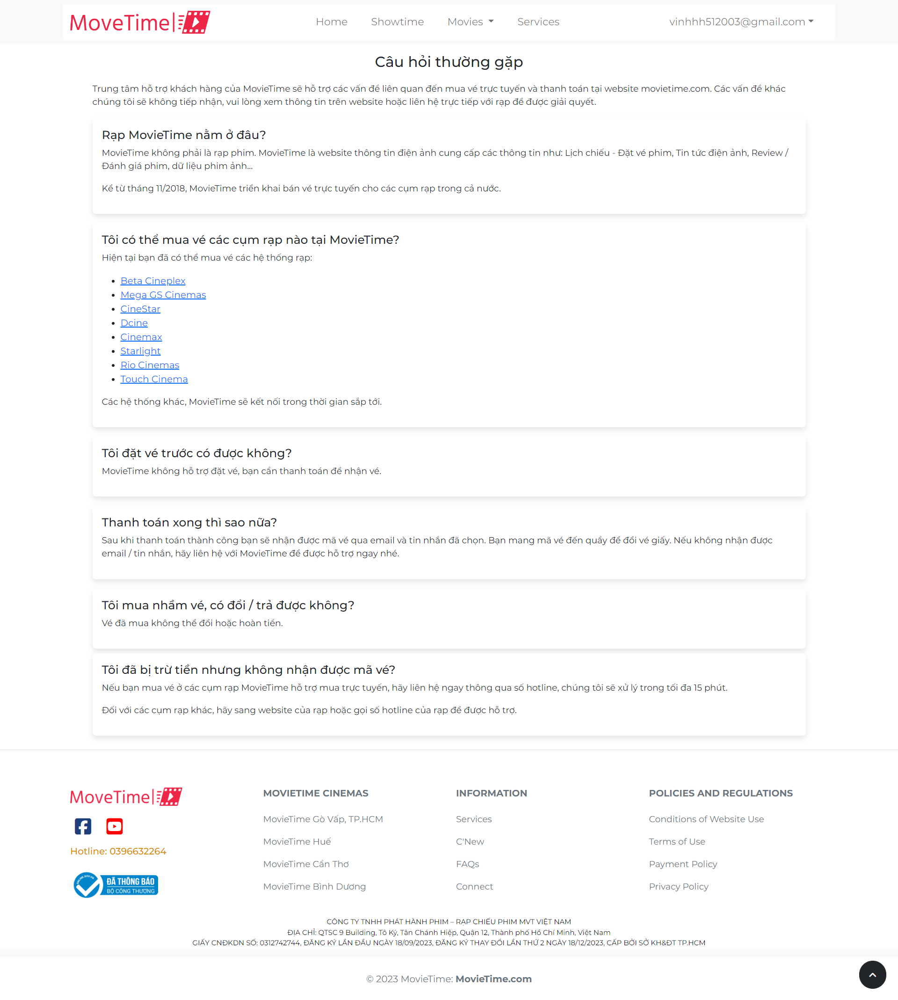 MoveTime
Home Showtime Movies Services vinhhh512003@gmail.com
Câu hỏi thường gặp
Trung tâm hỗ trợ khách hàng của MovieTime sẽ hỗ trợ các vấn đề liên quan đến mua vé trực tuyến và thanh toán tại website movietime.com. Các vấn đề khác
chúng tôi sẽ không tiếp nhận, vui lòng xem thông tin trên website hoặc liên hệ trực tiếp với rạp để được giải quyết.
Rạp MovieTime nằm ở đâu?
MovieTime không phải là rạp phim. MovieTime là website thông tin điện ảnh cung cấp các thông tin như: Lịch chiếu - Đặt vé phim, Tin tức điện ảnh, Review /
Đánh giá phim, dữ liệu phim ảnh...
Kể từ tháng 11/2018, MovieTime triển khai bán vé trực tuyến cho các cụm rạp trong cả nước.
Tôi có thể mua vé các cụm rạp nào tại MovieTime?
Hiện tại bạn đã có thể mua vé các hệ thống rạp:
• Beta Cineplex
• Mega GS Cinemas
• CineStar
• Dcine
• Cinemax
• Starlight
• Rio Cinemas
• Touch Cinema
Các hệ thống khác, MovieTime sẽ kết nối trong thời gian sắp tới.
Tôi đặt vé trước có được không?
MovieTime không hỗ trợ đặt vé, bạn cần thanh toán để nhận vé.
Thanh toán xong thì sao nữa?
Sau khi thanh toán thành công bạn sẽ nhận được mã vé qua email và tin nhắn đã chọn. Bạn mang mã vé đến quầy để đổi vé giấy. Nếu không nhận được
email / tin nhắn, hãy liên hệ với MovieTime để được hỗ trợ ngay nhé.
Tôi mua nhầm vé, có đổi / trả được không?
Vé đã mua không thể đổi hoặc hoàn tiền.
Tôi đã bị trừ tiền nhưng không nhận được mã vé?
Nếu bạn mua vé ở các cụm rạp MovieTime hỗ trợ mua trực tuyến, hãy liên hệ ngay thông qua số hotline, chúng tôi sẽ xử lý trong tối đa 15 phút.
Đối với các cụm rạp khác, hãy sang website của rạp hoặc gọi số hotline của rạp để được hỗ trợ.
MoveTime
Hotline: 0396632264
ONLINE.GOV.VN
ĐÃ THÔNG BÁO
BỘ CÔNG THƯƠNG
MOVIETIME CINEMAS
MovieTime Gò Vấp, TP.HCM
MovieTime Huế
MovieTime Cần Thơ
MovieTime Bình Dương
INFORMATION
Services
C'New
FAQs
Connect
POLICIES AND REGULATIONS
Conditions of Website Use
Terms of Use
Payment Policy
Privacy Policy
CÔNG TY TNHH PHÁT HÀNH PHIM – RẠP CHIẾU PHIM MVT VIỆT NAM
ĐỊA CHỈ: QTSC 9 Building, Tô Ký, Tân Chánh Hiệp, Quận 12, Thành phố Hồ Chí Minh, Việt Nam
GIẤY CNĐKDN SỐ: 0312742744, ĐĂNG KÝ LẦN ĐẦU NGÀY 18/09/2023, ĐĂNG KÝ THAY ĐỔI LẦN THỨ 2 NGÀY 18/12/2023, CẤP BỞI SỞ KH&ĐT TP.HCM
© 2023 MovieTime: MovieTime.com